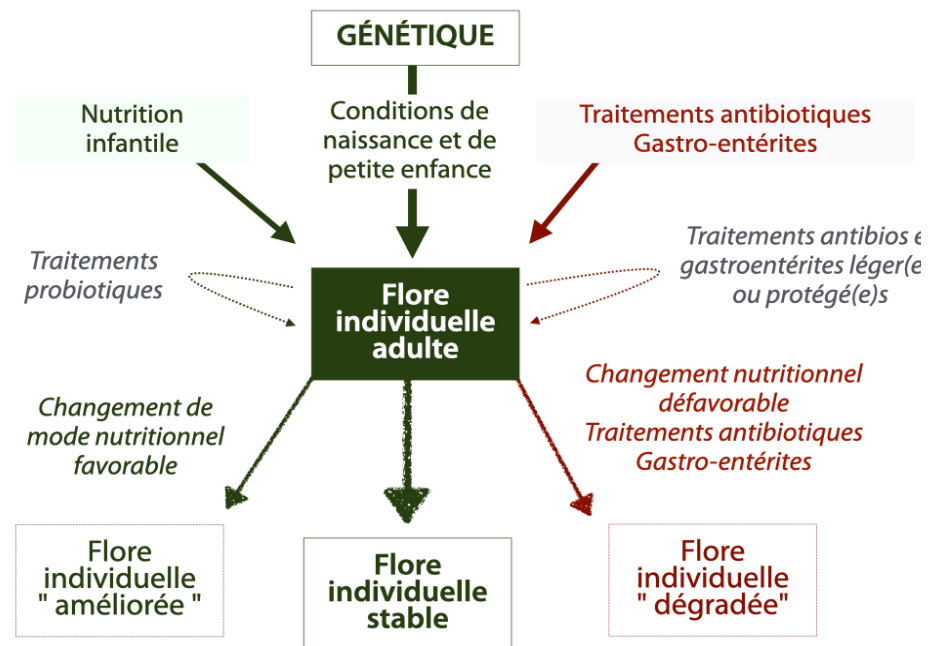 GÉNÉTIQUE
Nutrition
infantile
Conditions de
naissance et de
petite enfance
Traitements antibiotiques
Gastro-entérites
Traitements
probiotiques
Traitements antibios e
gastroentérites léger(e
ou protégé(e)s
Flore
individuelle
adulte
Changement de
mode nutritionnel
favorable
Changement nutritionnel
défavorable
Traitements antibiotiques
Gastro-entérites
Flore
individuelle
" améliorée "
Flore
individuelle
stable
Flore
individuelle
" dégradée"